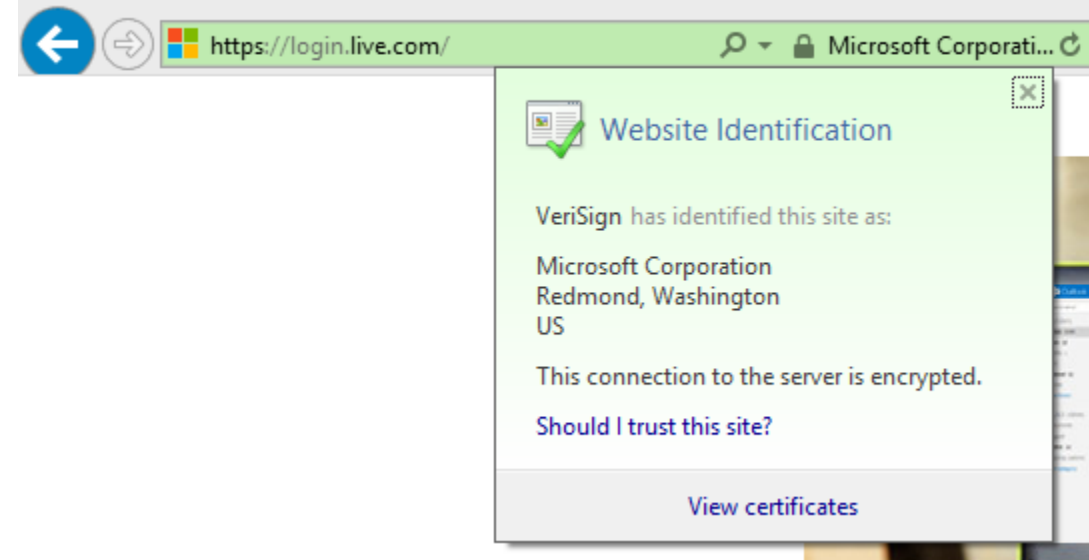 https://login.live.com/
Microsoft Corporati...
Website Identification
VeriSign has identified this site as:
Microsoft Corporation
Redmond, Washington
US
This connection to the server is encrypted.
Should I trust this site?
View certificates